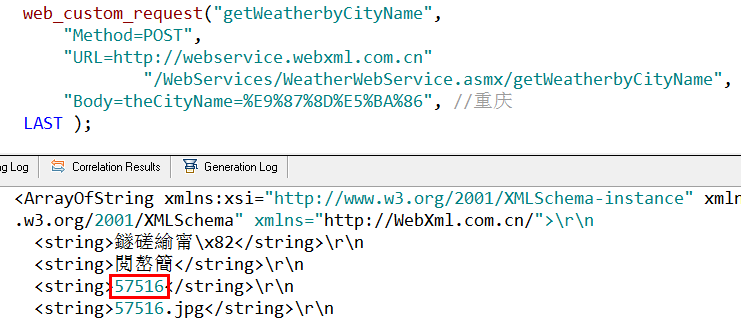 web_custom_request("getWeatherbyCityName",
"Method=POST",
"URL=http://webservice.webxml.com.cn"
"/WebServices/WeatherWebService.asmx/getWeatherbyCityName",
"Body=theCityName=%E9%87%8D%E5%BA%86", //重庆
LAST );
ng Log Correlation Results Generation Log
<ArrayOfString xmlns:xsi="http://www.w3.org/2001/XMLSchema-instance" xmln
.w3.org/2001/XMLSchema" xmlns="http://WebXml.com.cn/">\r\n
<string>鐩磋緰甯\x82</string>\r\n
<string>閲嶅簡</string>\r\n
<string>57516</string>\r\n
<string>57516.jpg</string>\r\n